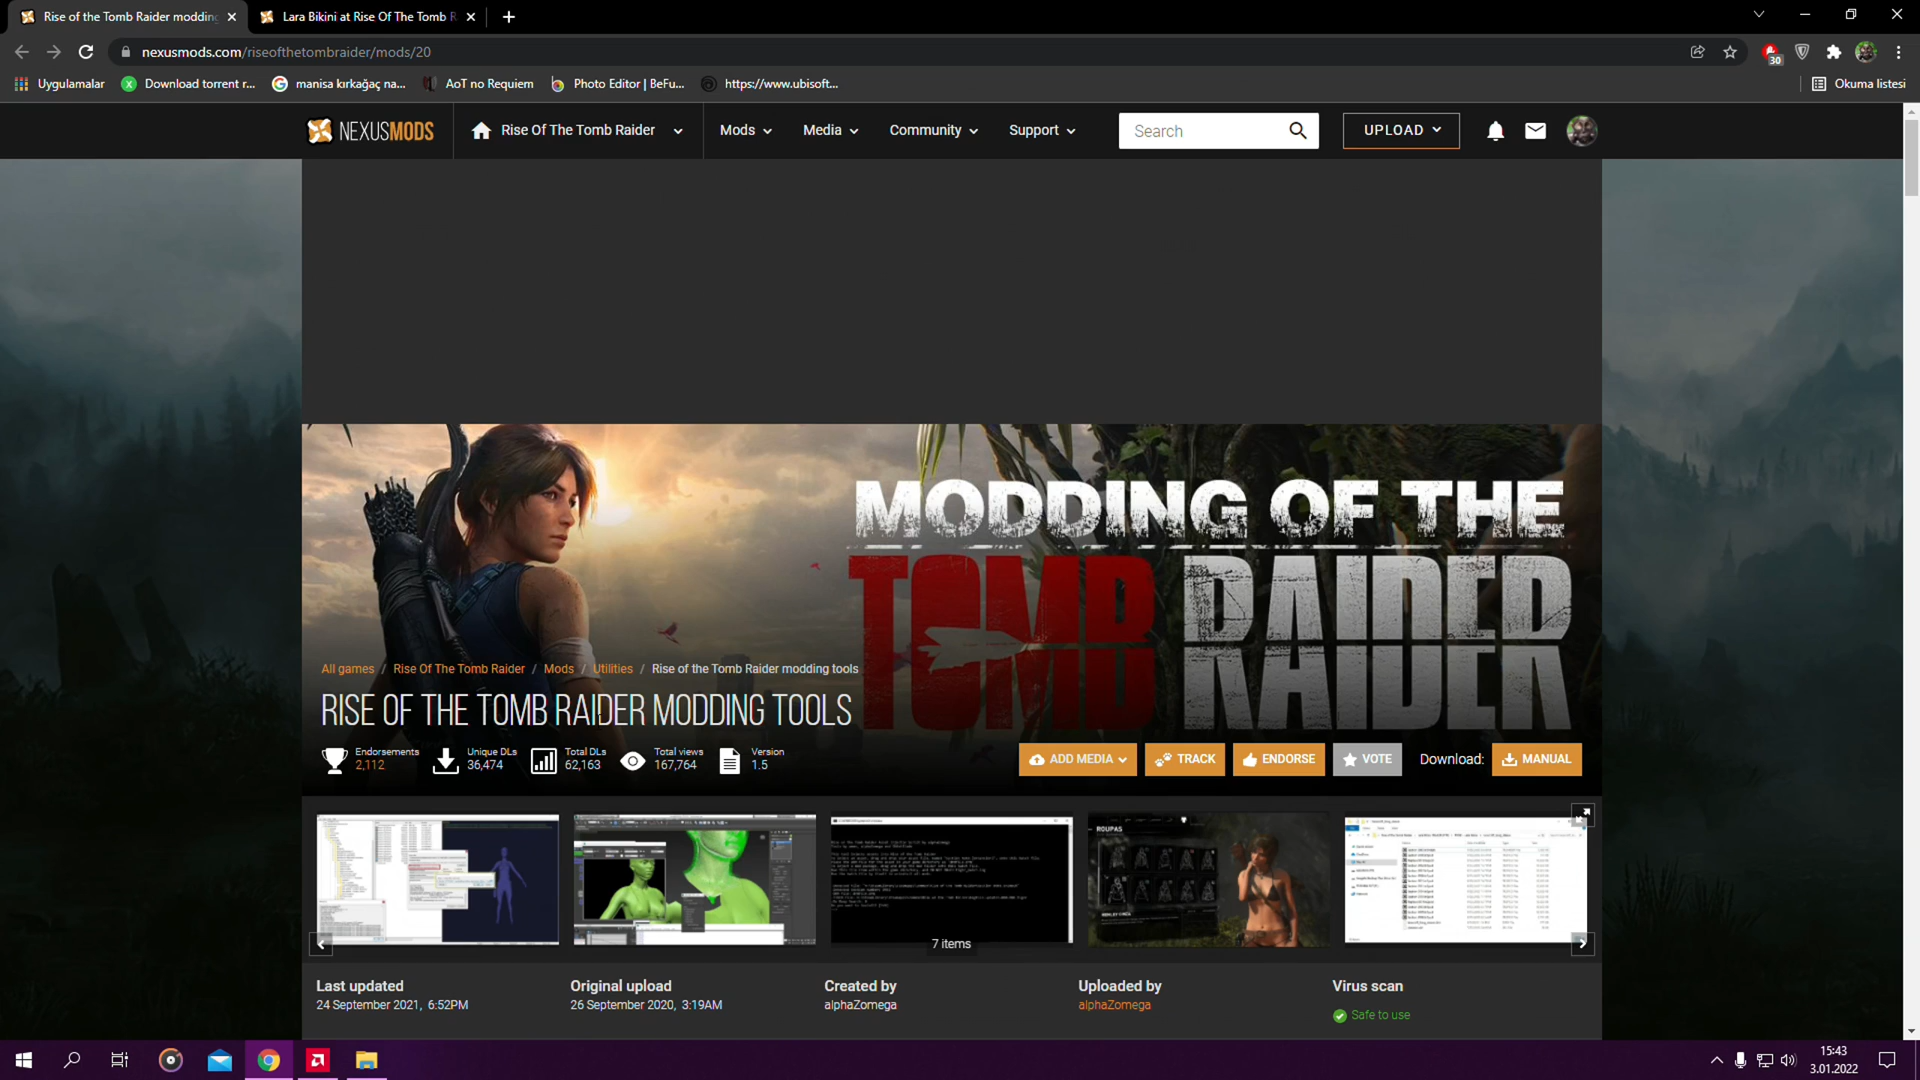 Rise of the Tomb Raider modding
Lara Bikini at Rise Of The Tomb R
nexusmods.com/riseofthetombraider/mods/20
30
Uygulamalar
Download torrent r...
manisa kırkağaç na...
AoT no Requiem
Photo Editor | BeFu...
https://www.ubisoft...
Okuma listesi
NEXUSMODS
Rise Of The Tomb Raider
Mods
Media
Community
Support
Search
UPLOAD
MODDING OF THE
TOMB RAIDER
All games / Rise Of The Tomb Raider / Mods / Utilities / Rise of the Tomb Raider modding tools
RISE OF THE TOMB RAIDER MODDING TOOLS
Endorsements
2,112
Unique DLs
36,474
Total DLs
62,163
Total views
167,764
Version
1.5
ADD MEDIA
TRACK
ENDORSE
VOTE
Download:
MANUAL
ROUPAS
7 items
Last updated
24 September 2021, 6:52PM
Original upload
26 September 2020, 3:19AM
Created by
alphaZomega
Uploaded by
alphaZomega
Virus scan
Safe to use
15:43
3.01.2022